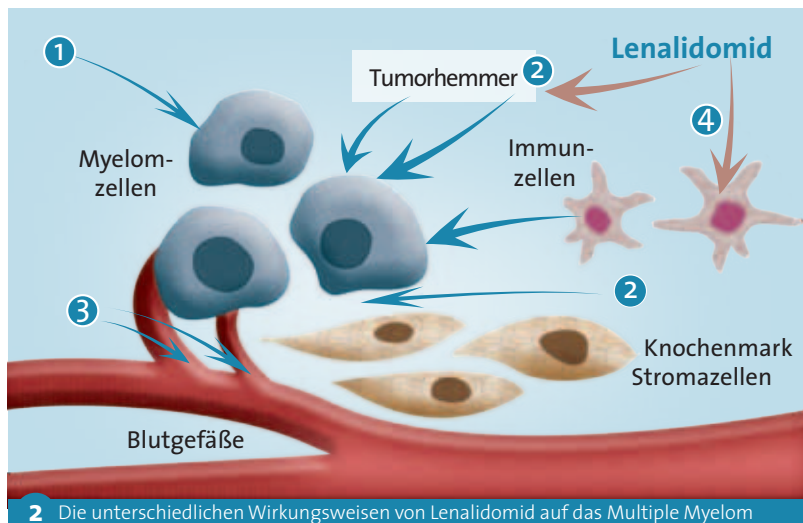 1
Lenalidomid
Tumorhemmer 2
4
Myelom-
zellen
Immun-
zellen
3
2
Knochenmark
Stromazellen
Blutgefäße
2 Die unterschiedlichen Wirkungsweisen von Lenalidomid auf das Multiple Myelom